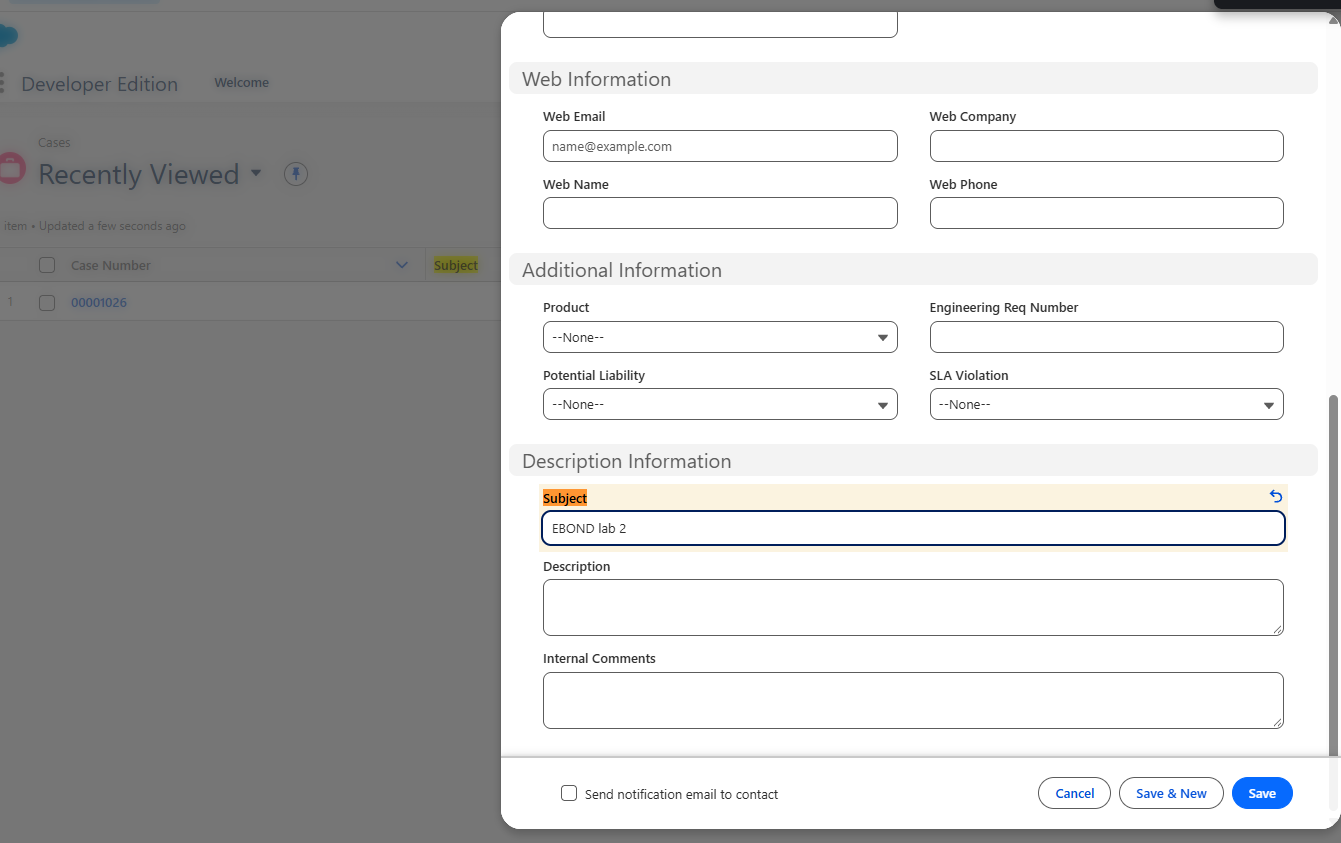 Developer Edition Welcome
Cases
Recently Viewed
item • Updated a few seconds ago
Case Number Subject
1 00001026
Web Information
Web Email Web Company
name@example.com
Web Name Web Phone
Additional Information
Product Engineering Req Number
--None--
Potential Liability SLA Violation
--None-- --None--
Description Information
Subject
EBOND lab 2
Description
Internal Comments
Send notification email to contact Cancel Save & New Save